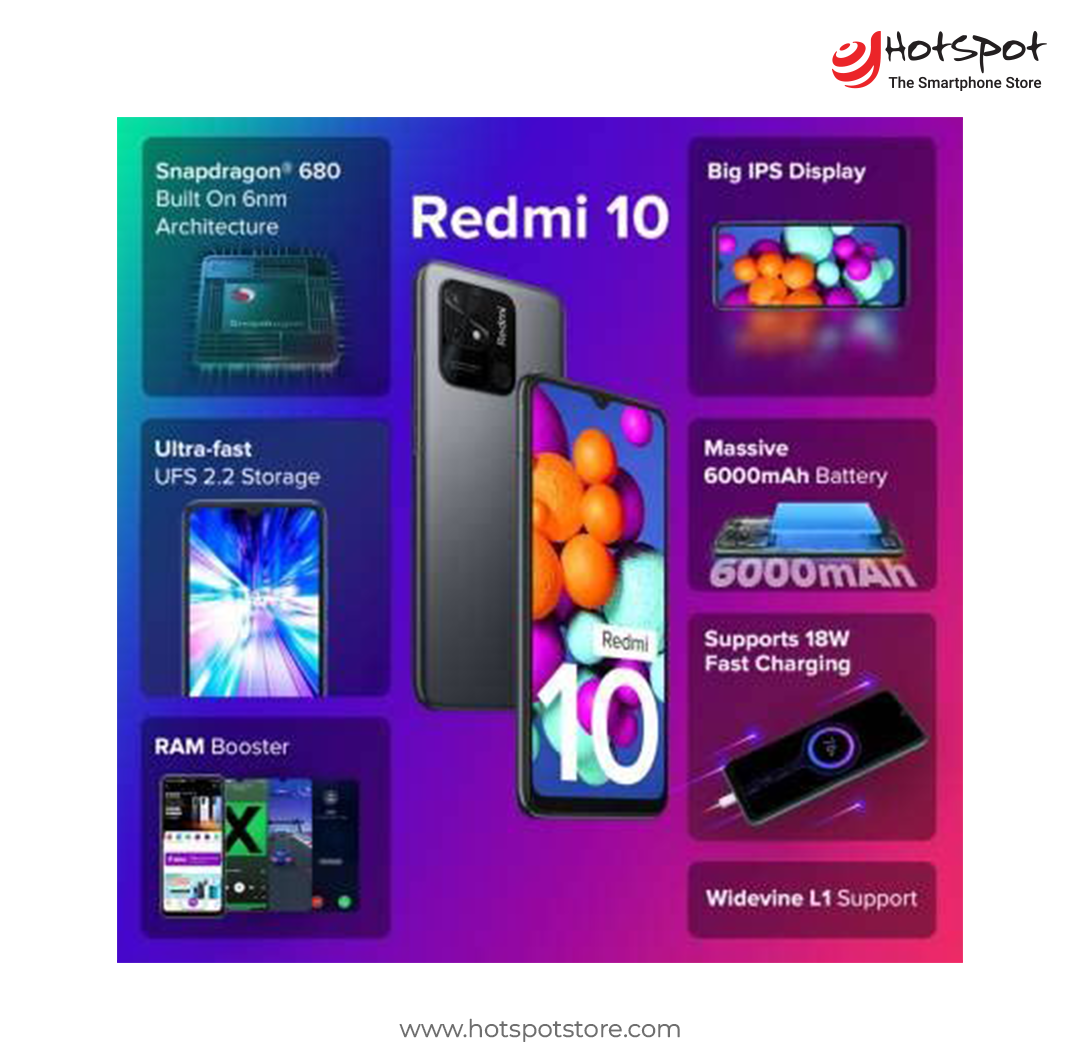 HotSpot
The Smartphone Store
Redmi 10
Snapdragon® 680
Built On 6nm
Architecture
Snapdragon
Ultra-fast
UFS 2.2 Storage
RAM Booster
X
Redmi
Redmi
10
Big IPS Display
Massive
6000mAh Battery
6000mAh
Supports 18W
Fast Charging
Widevine L1 Support
www.hotspotstore.com